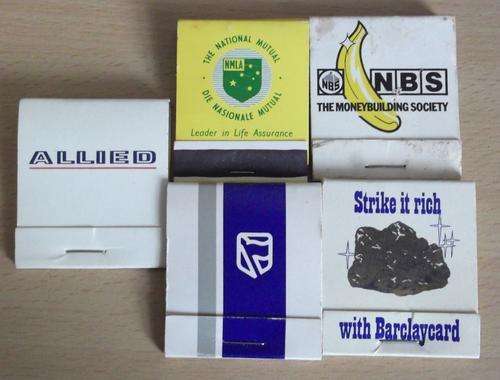 THE NATIONAL MUTUAL
NMLA
DIE NASIONALE MUTUAL
Leader in Life Assurance
NBS
NBS
THE MONEYBUILDING SOCIETY
ALLIED
Strike it rich
with Barclaycard